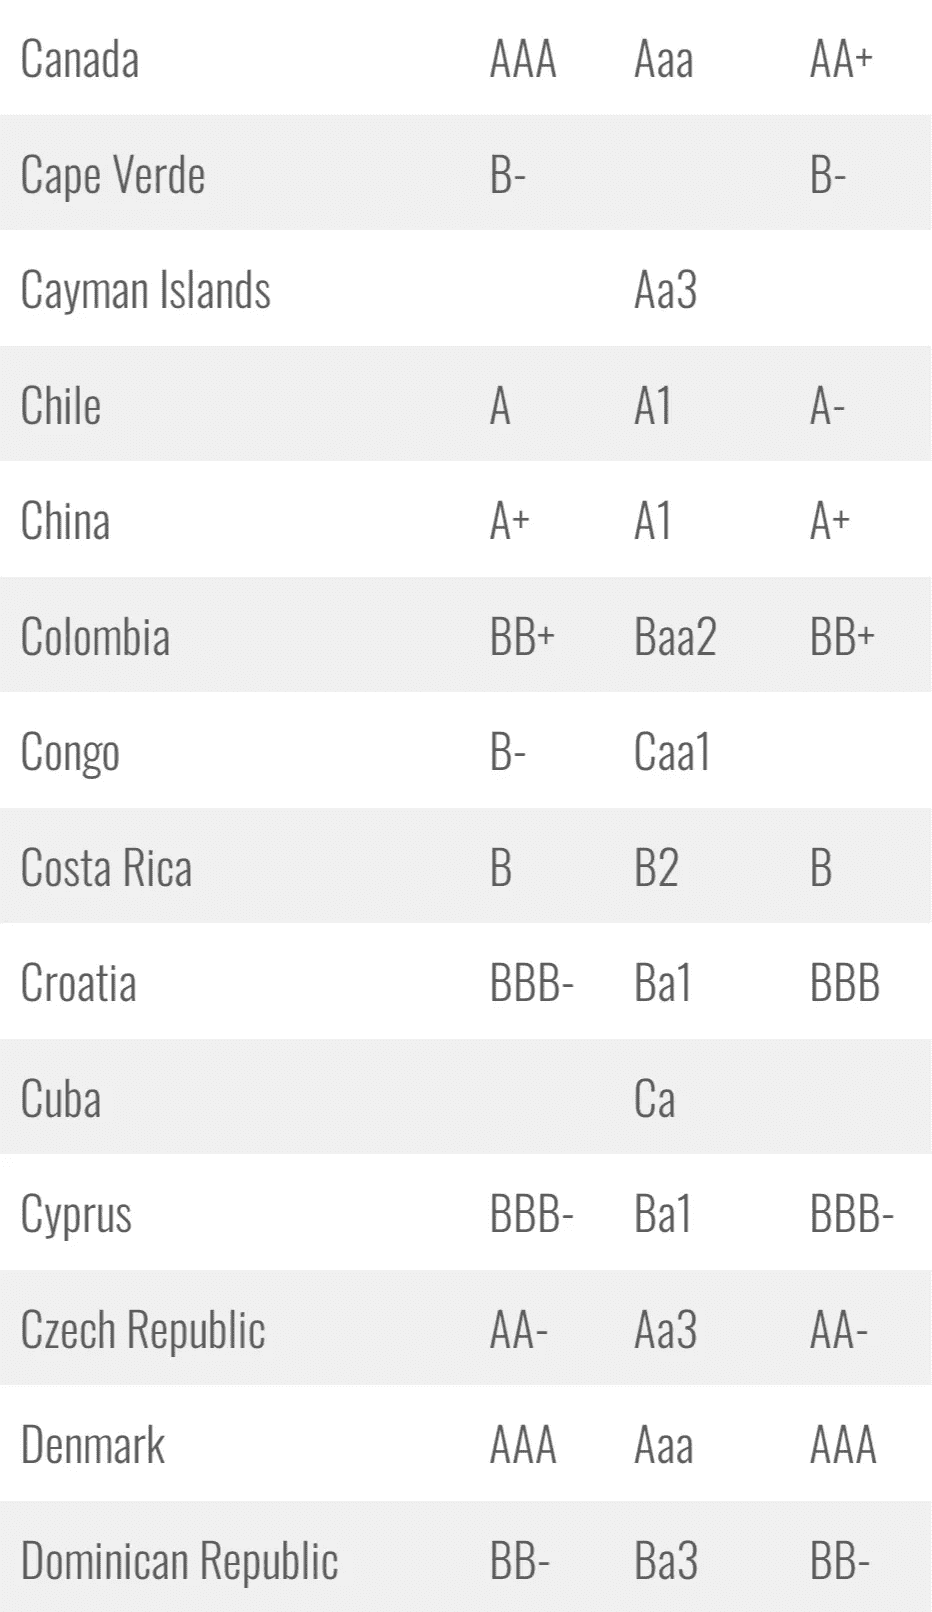 Canada AAA Aaa AA+
Cape Verde B- B-
Cayman Islands Aa3
Chile A A1 A-
China A+ A1 A+
Colombia BB+ Baa2 BB+
Congo B- Caa1
Costa Rica B B2 B
Croatia BBB- Ba1 BBB
Cuba Ca
Cyprus BBB- Ba1 BBB-
Czech Republic AA- Aa3 AA-
Denmark AAA Aaa AAA
Dominican Republic BB- Ba3 BB-